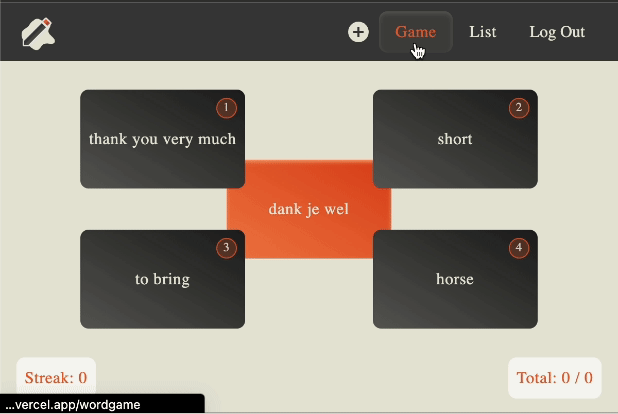 Game
List
Log Out
1
thank you very much
2
short
dank je wel
3
to bring
4
horse
Streak: 0
Total: 0 / 0
...vercel.app/wordgame